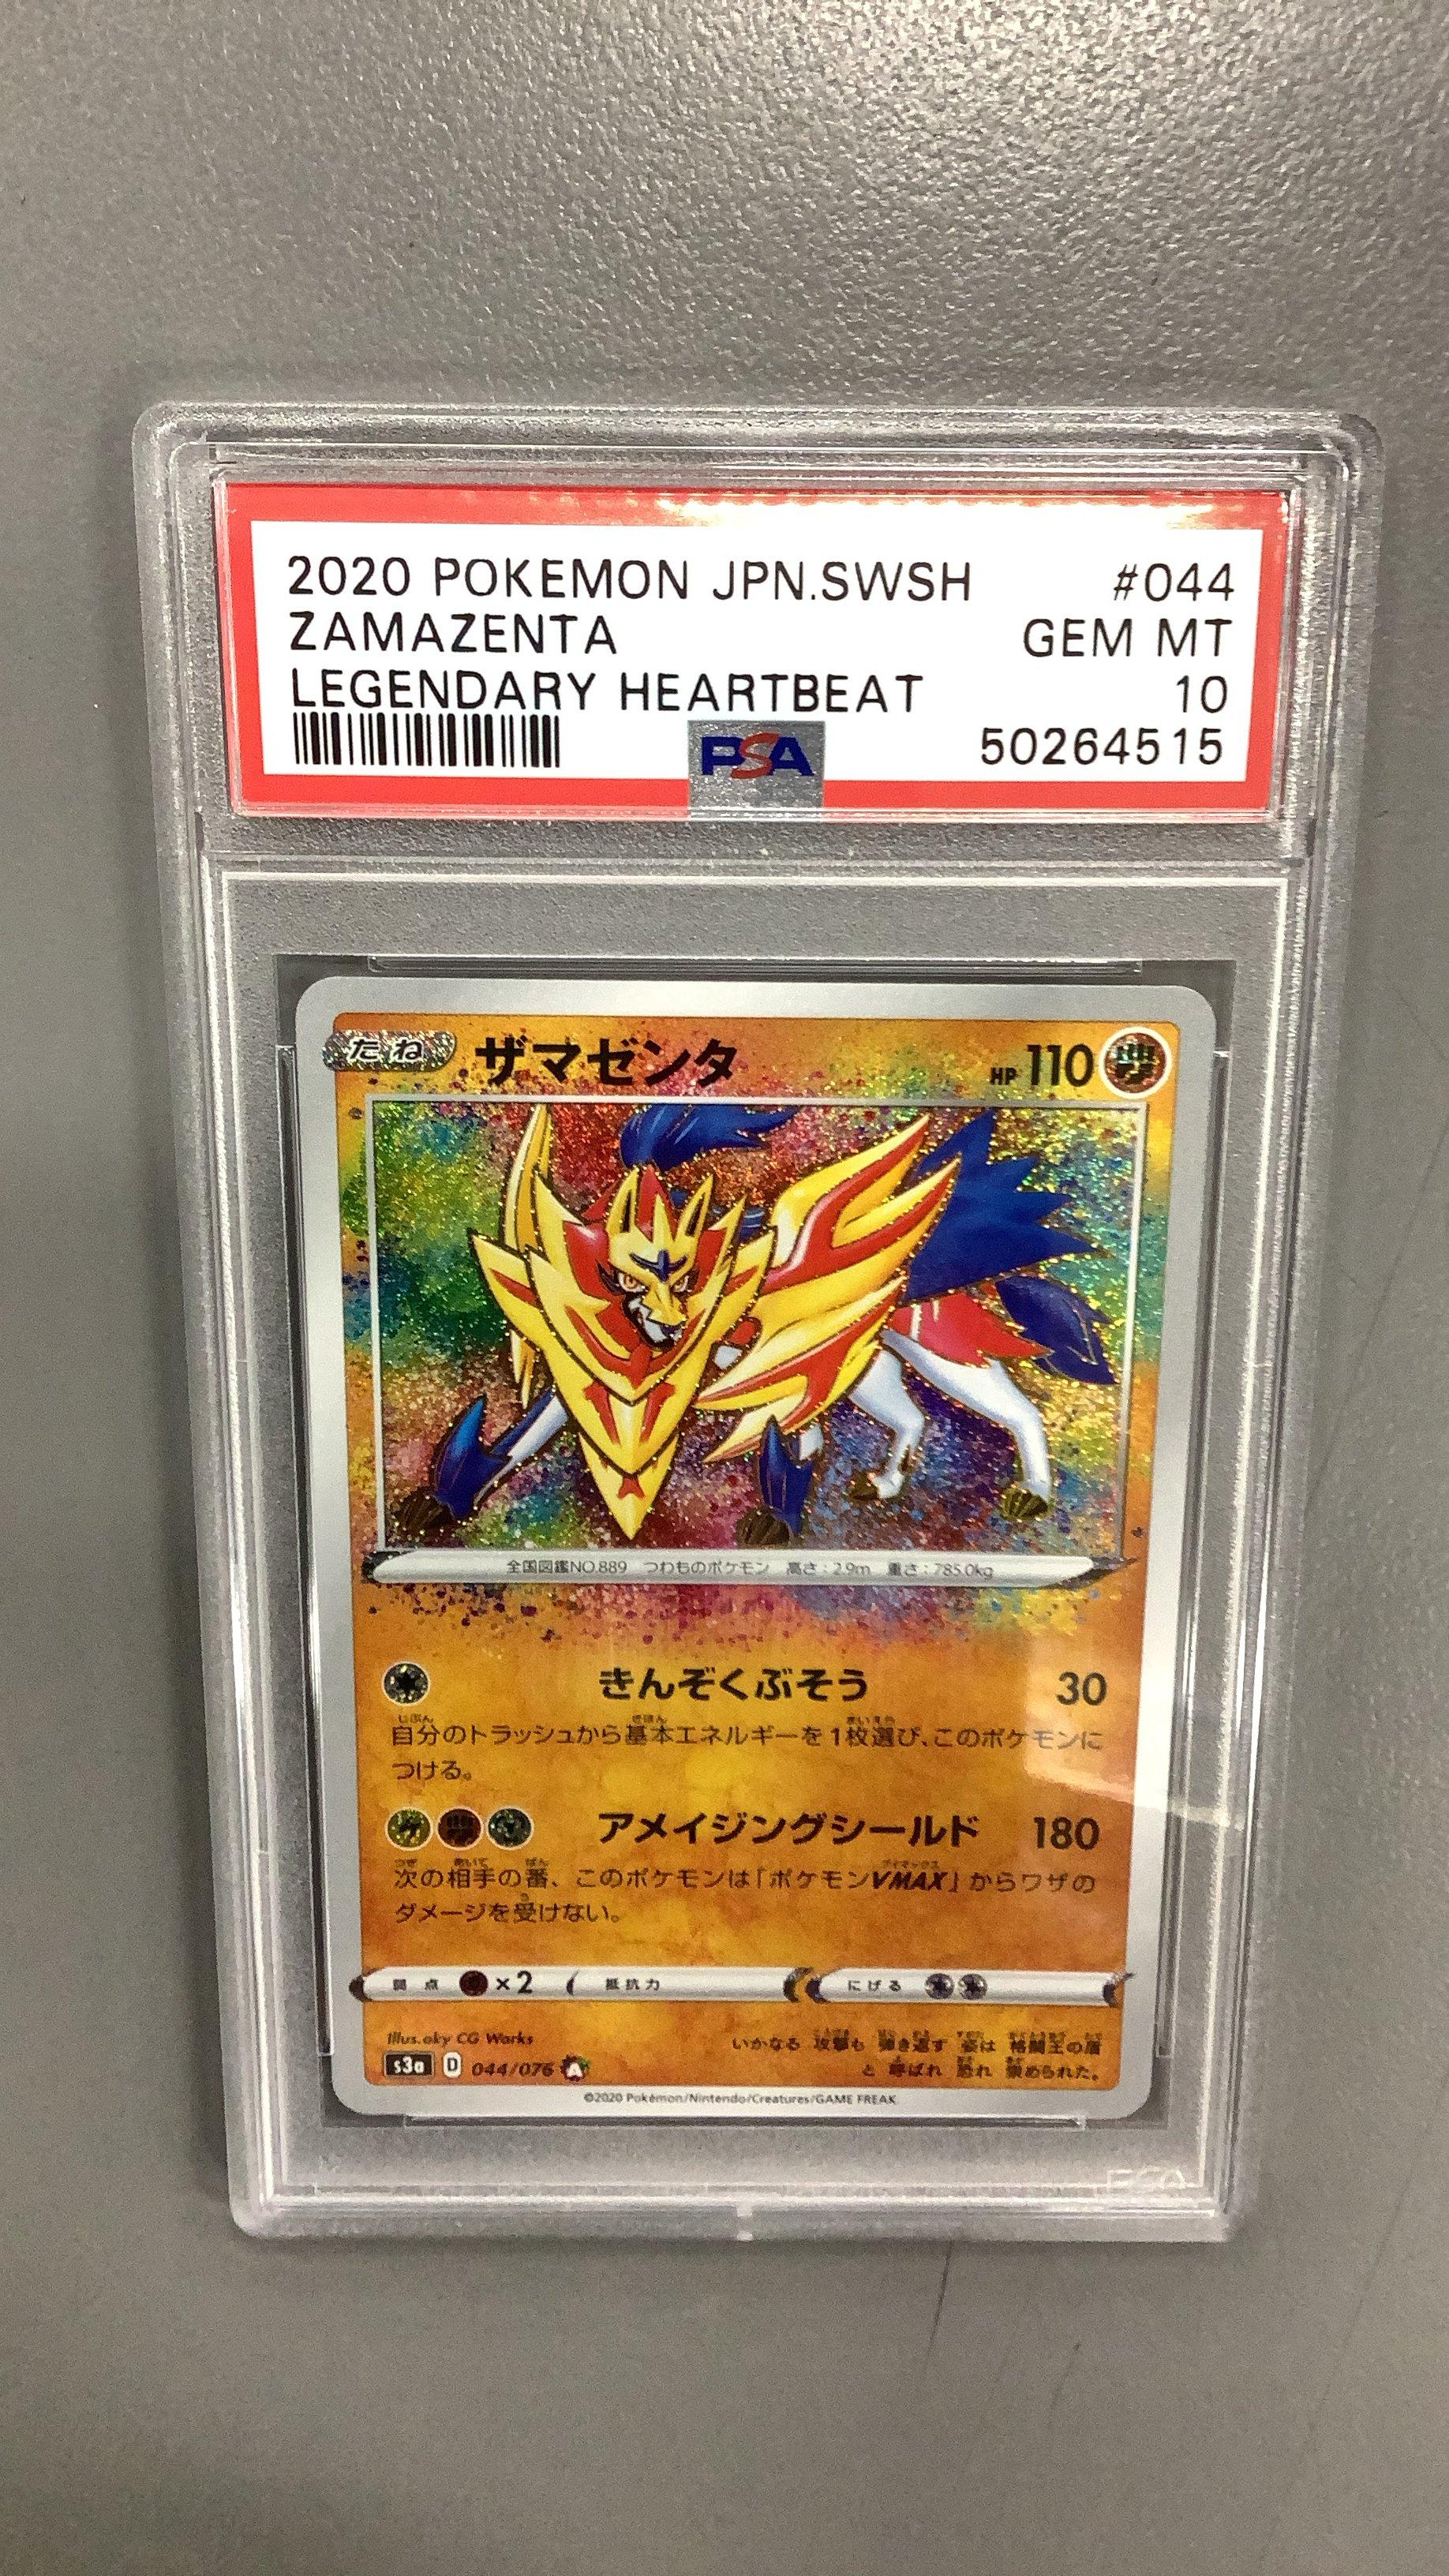 2020 POKEMON JPN.SWSH #044
ZAMAZENTA GEM MT
LEGENDARY HEARTBEAT 10
PSA 50264515
たね ザマゼンタ HP 110
全国図鑑NO.889 つわものポケモン 高さ:2.9m 重さ:785.0kg
きんぞくぶそう 30
自分のトラッシュから基本エネルギーを1枚選び、このポケモンに
つける。
アメイジングシールド 180
次の相手の番、このポケモンは「ポケモンVMAX」からワザの
ダメージを受けない。
弱点 ×2 抵抗力 にげる
Illus.aky CG Works
いかなる 攻撃も 弾き返す 姿は 格闘王の盾
s3a D 044/076 A
と 呼ばれ 恐れ 崇められた。
©2020 Pokémon/Nintendo/Creatures/GAME FREAK